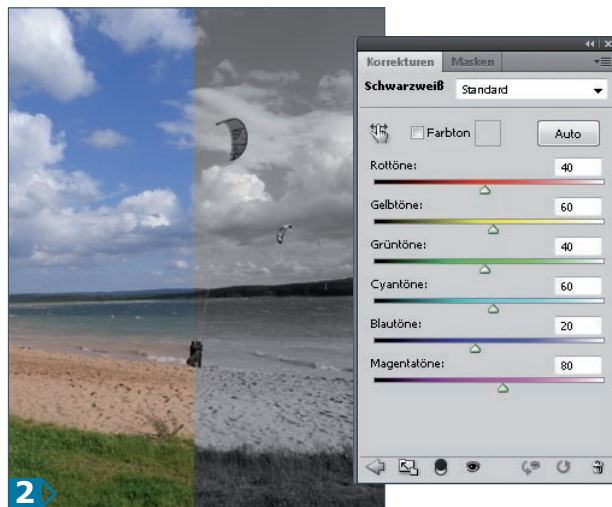 Korrekturen Masken
Schwarzweiß Standard
Farbton Auto
Rottöne: 40
Gelbtöne: 60
Grüntöne: 40
Cyantöne: 60
Blautöne: 20
Magentatöne: 80
2